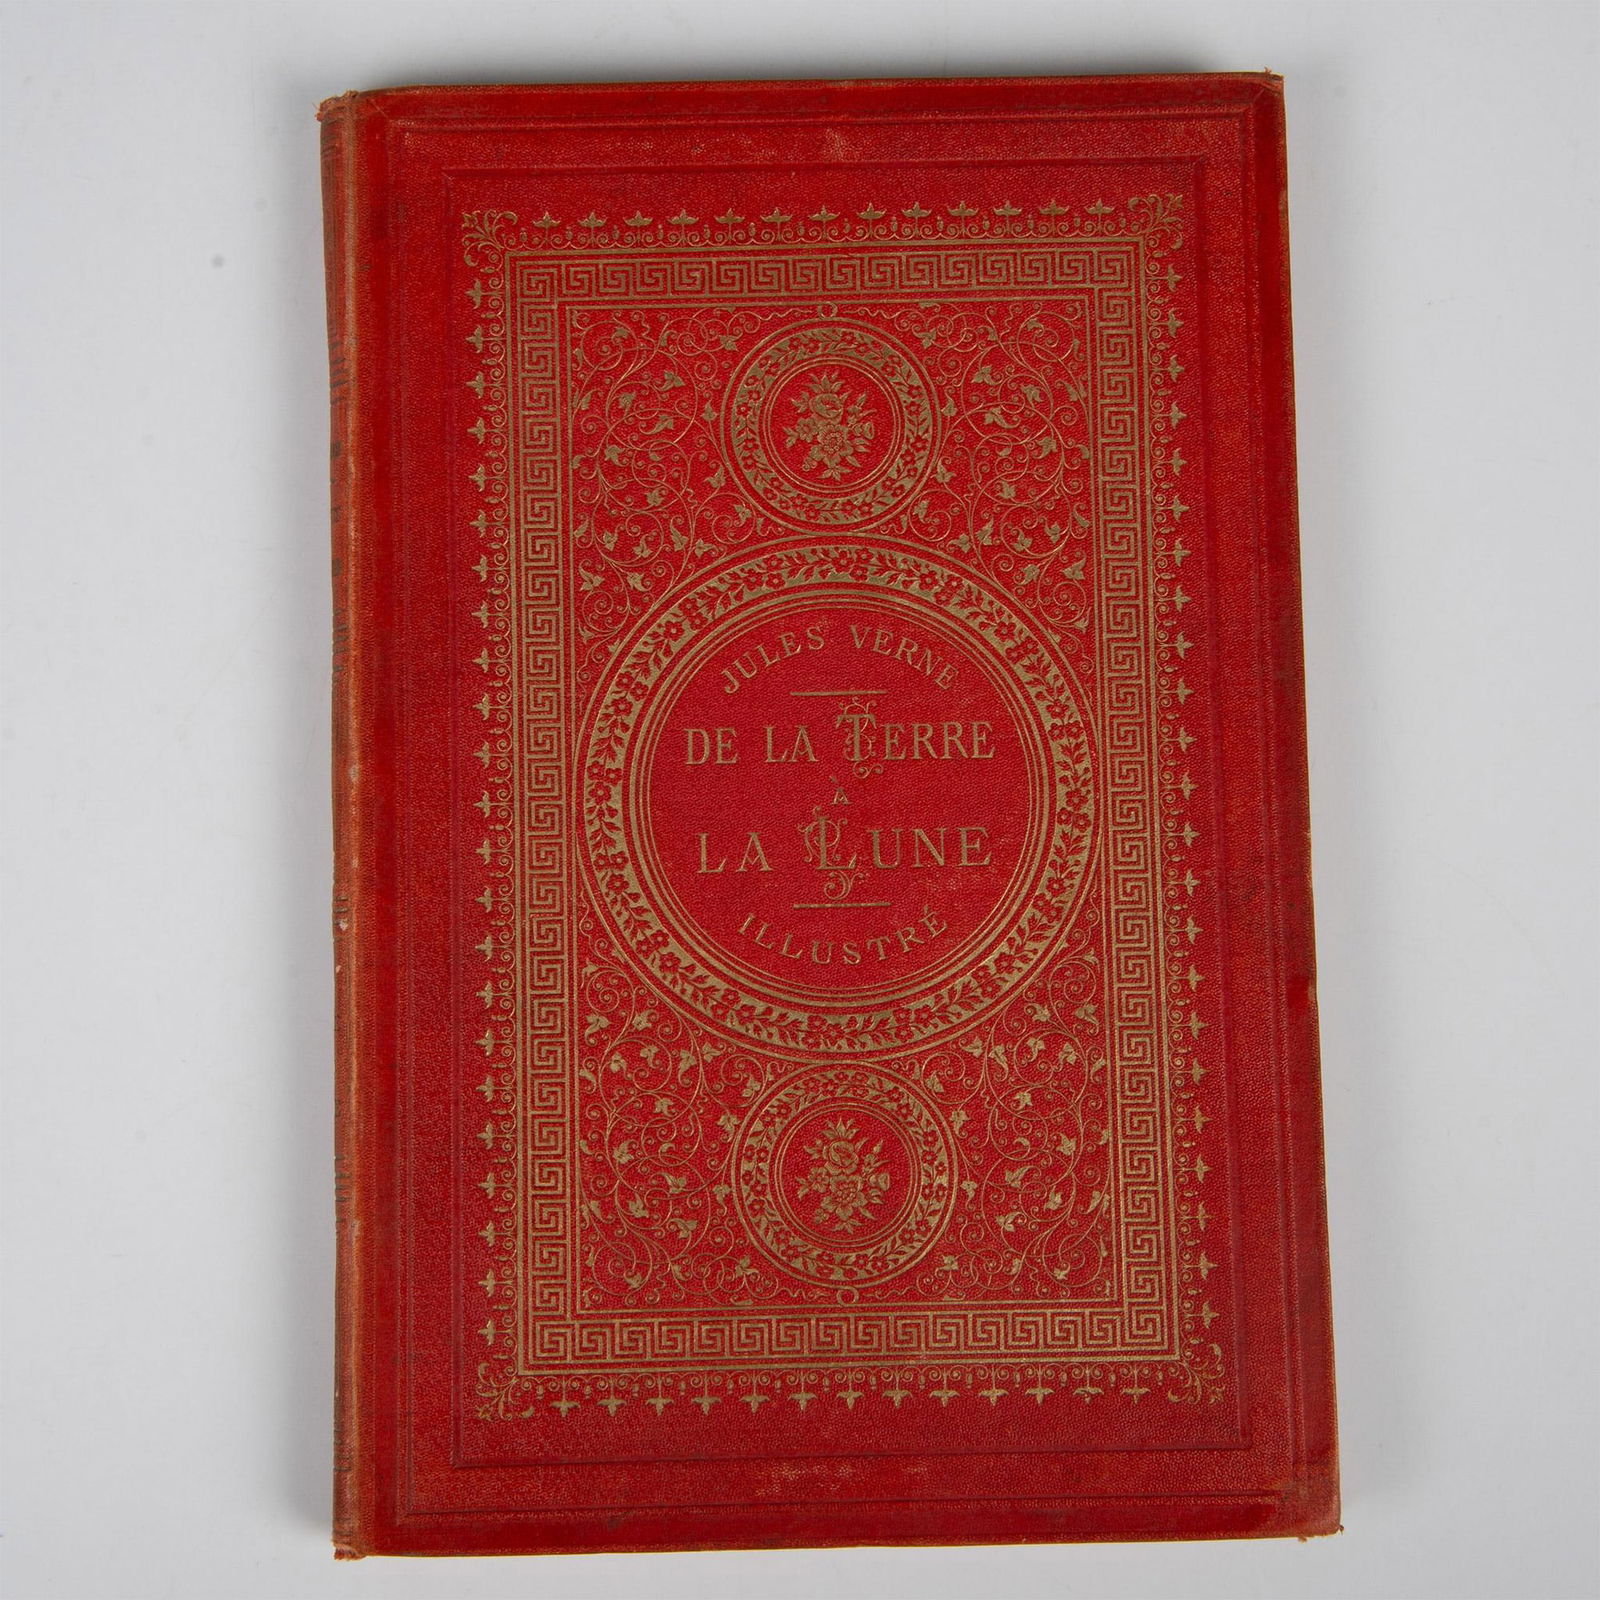 JULES VERNE
DE LA TERRE
À
LA LUNE
ILLUSTRÉ